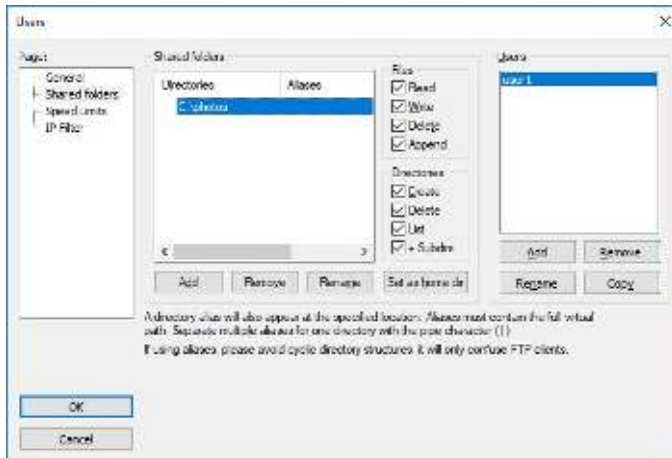 Users
Page:
General
Shared folders
Speed Limits
IP Filter
Shared folders
Directories Aliases
C:\photos
Files
Read
Write
Delete
Append
Directories
Create
Delete
List
+ Subdirs
Add Remove Rename Set as home dir
Users
user1
Add Remove
Rename Copy
A directory alias will also appear at the specified location. Aliases must contain the full virtual
path. Separate multiple aliases for one directory with the pipe character (|)
If using aliases, please avoid cyclic directory structures, it will only confuse FTP clients.
OK
Cancel